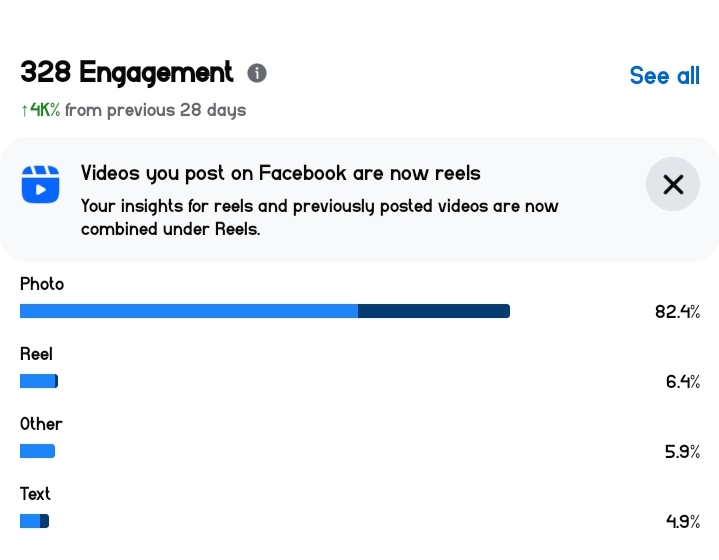 328 Engagement
See all
↑4K% from previous 28 days
Videos you post on Facebook are now reels
Your insights for reels and previously posted videos are now
combined under Reels.
Photo
82.4%
Reel
6.4%
Other
5.9%
Text
4.9%